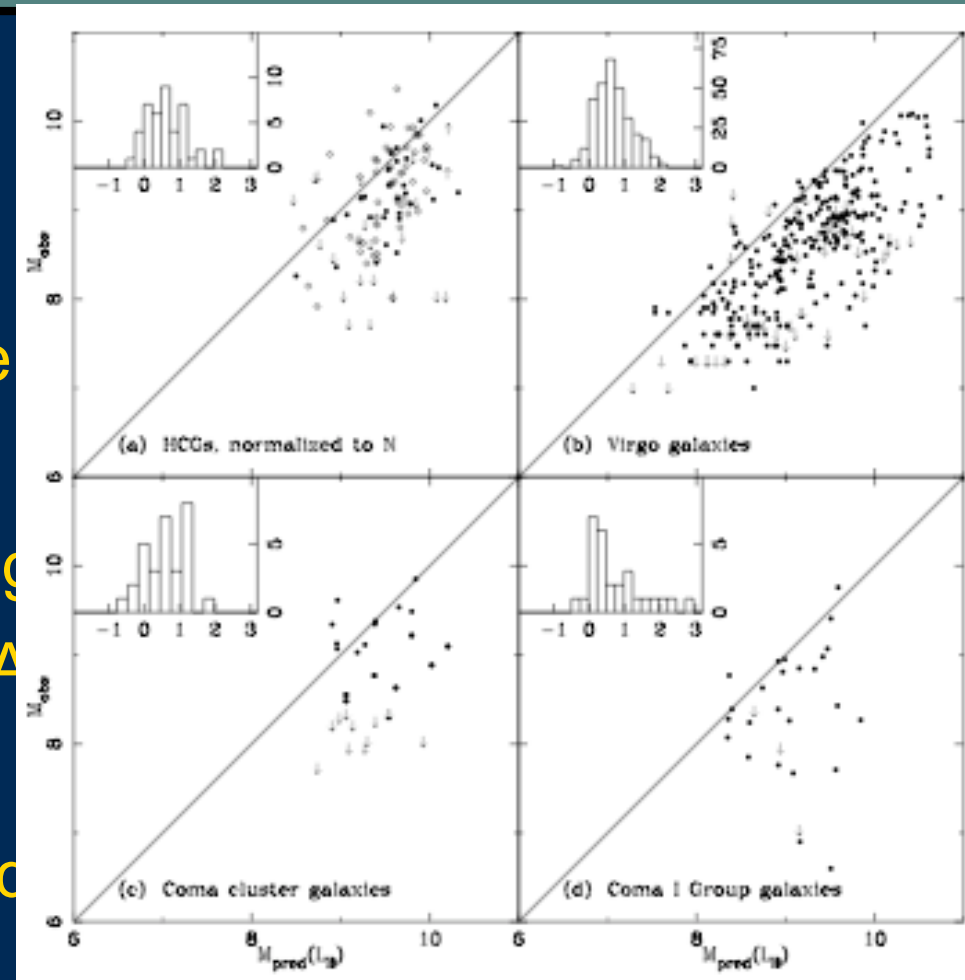 10
5
0
-1 0 1 2 3
(a) HCGs, normalized to N
75
50
25
0
-1 0 1 2 3
(b) Virgo galaxies
10
8
6
M_obs
5
0
-1 0 1 2 3
(c) Coma cluster galaxies
5
0
-1 0 1 2 3
(d) Coma I Group galaxies
10
8
6
M_obs
6 8 10 6 8 10
M_pred(L_B) M_pred(L_B)
e
g
c